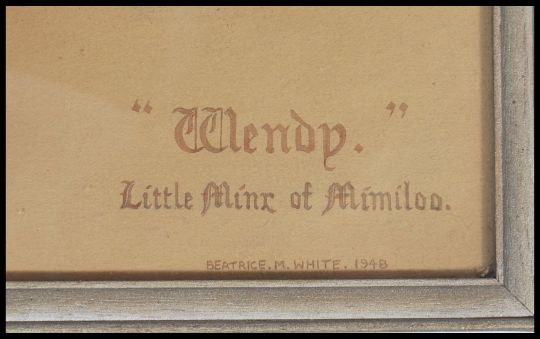 " Wendy. "
Little Minx of Mimiloo.
BEATRICE. M. WHITE. 1948